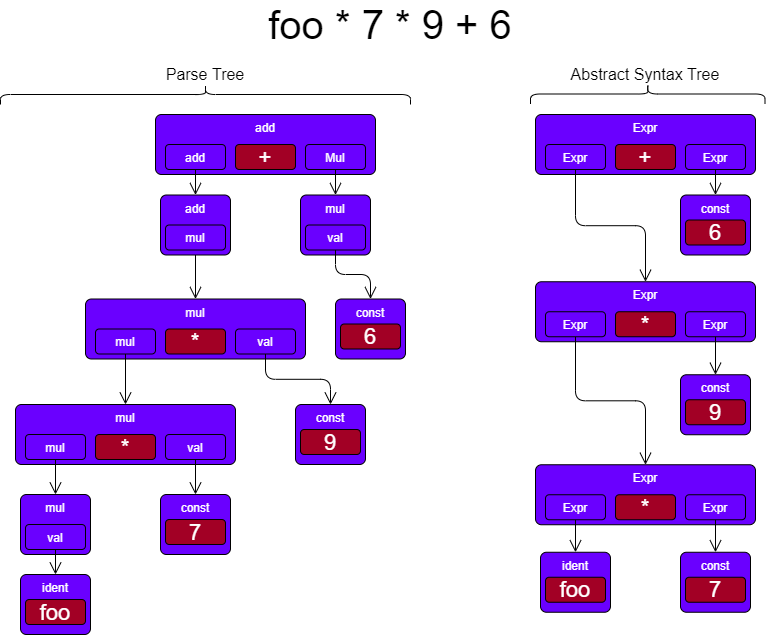 foo * 7 * 9 + 6
Parse Tree
Abstract Syntax Tree
add
add + Mul
add
mul
mul
val
mul
mul * val
const
6
mul
mul * val
const
9
mul
val
const
7
ident
foo
Expr
Expr + Expr
const
6
Expr
Expr * Expr
const
9
Expr
Expr * Expr
ident
foo
const
7